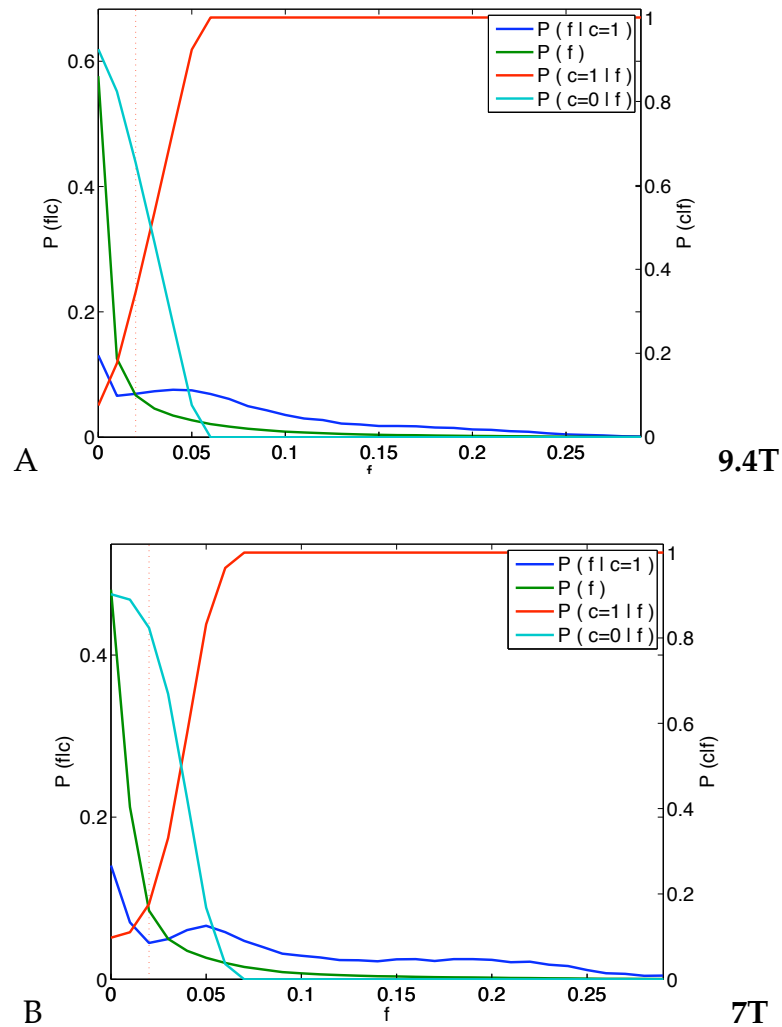 P ( f | c=1 )
P ( f )
P ( c=1 | f )
P ( c=0 | f )
0.6
0.4
0.2
0
P (f|c)
1
0.8
0.6
0.4
0.2
0
P (c|f)
0 0.05 0.1 0.15 0.2 0.25
f
A
9.4T
P ( f | c=1 )
P ( f )
P ( c=1 | f )
P ( c=0 | f )
0.4
0.2
0
P (f|c)
1
0.8
0.6
0.4
0.2
0
P (c|f)
0 0.05 0.1 0.15 0.2 0.25
f
B
7T